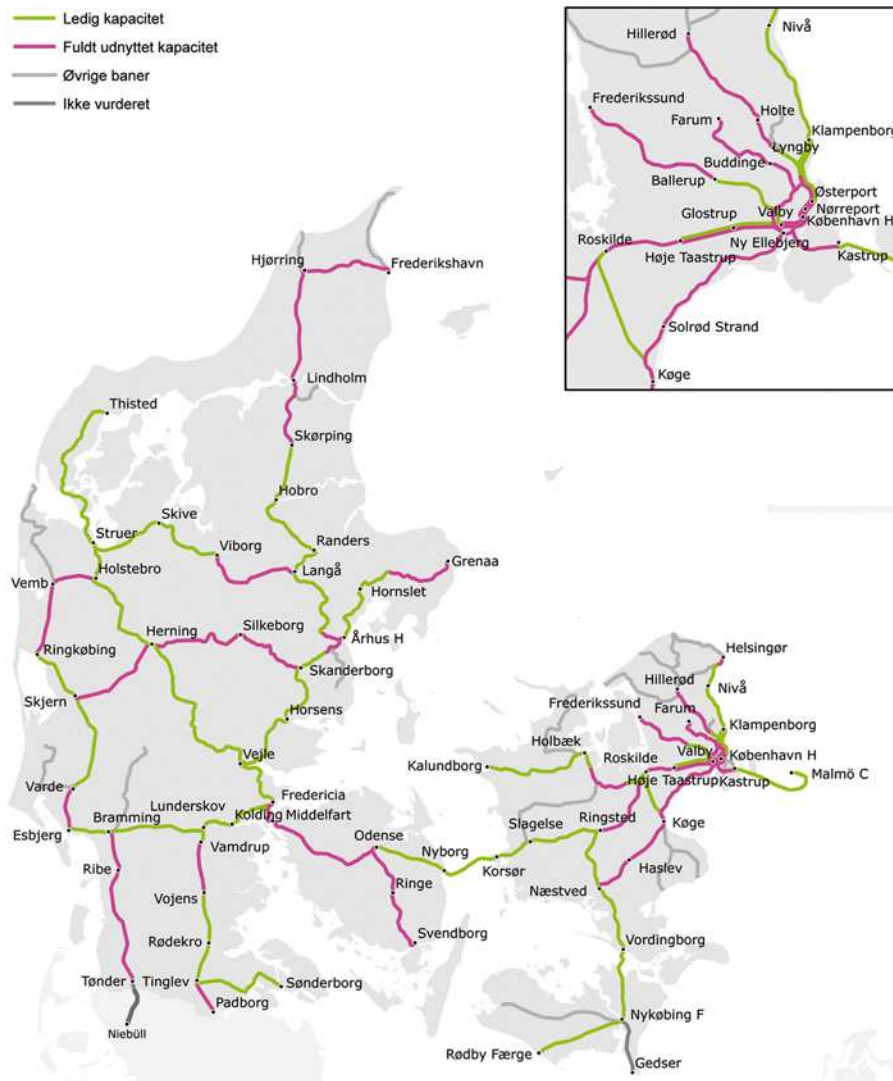 Ledig kapacitet
Fuldt udnyttet kapacitet
Øvrige baner
Ikke vurderet
Hillerød
Nivå
Frederikssund
Farum
Holte
Klampenborg
Lyngby
Buddinge
Ballerup
Østerport
Glostrup
Valby
Nørreport
København H
Roskilde
Høje Taastrup
Ny Ellebjerg
Kastrup
Solrød Strand
Køge
Hjørring
Frederikshavn
Lindholm
Thisted
Skørping
Hobro
Skive
Struer
Viborg
Randers
Holstebro
Langå
Grenaa
Vemb
Hornslet
Herning
Silkeborg
Århus H
Ringkøbing
Skanderborg
Skjern
Horsens
Vejle
Varde
Lunderskov
Fredericia
Kolding
Middelfart
Esbjerg
Bramming
Vamdrup
Odense
Nyborg
Ribe
Ringe
Vojens
Rødekro
Svendborg
Tønder
Tinglev
Sønderborg
Padborg
Niebüll
Helsingør
Hillerød
Nivå
Frederikssund
Farum
Klampenborg
Holbæk
Roskilde
Valby
København H
Kalundborg
Høje Taastrup
Kastrup
Malmö C
Slagelse
Ringsted
Køge
Korsør
Haslev
Næstved
Vordingborg
Nykøbing F
Rødby Færge
Gedser